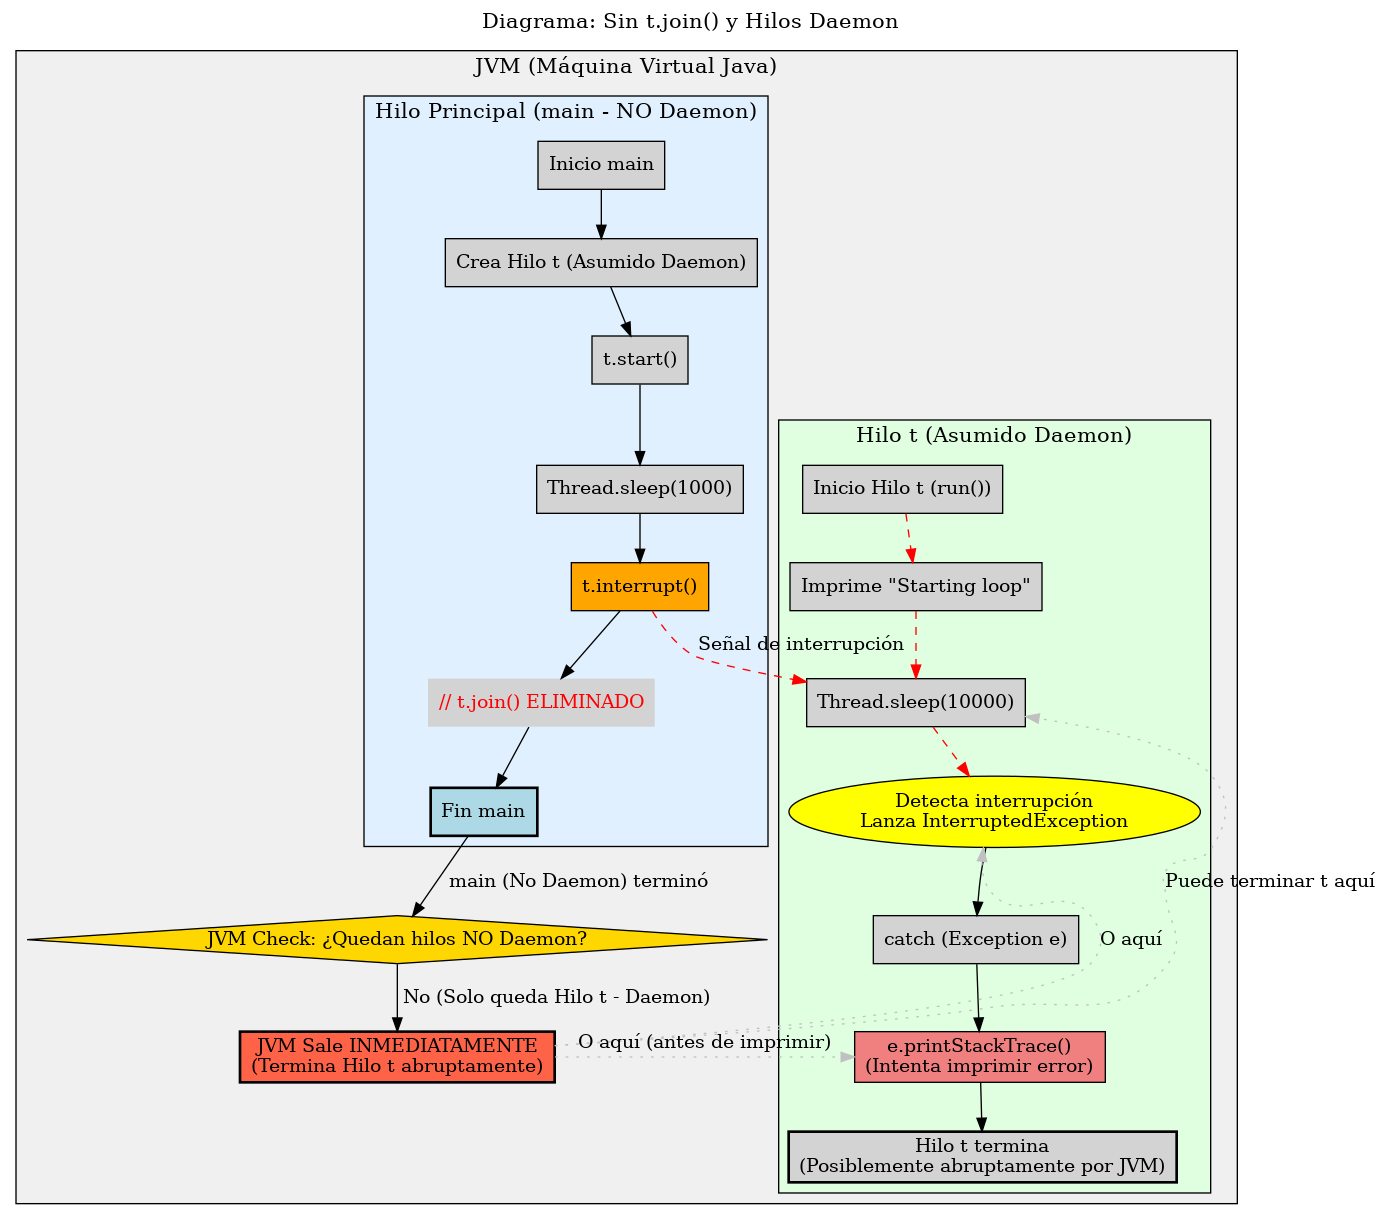 Diagrama: Sin t.join() y Hilos Daemon
JVM (Máquina Virtual Java)
Hilo Principal (main - NO Daemon)
Inicio main
Crea Hilo t (Asumido Daemon)
t.start()
Thread.sleep(1000)
t.interrupt()
Señal de interrupción
// t.join() ELIMINADO
Fin main
main (No Daemon) terminó
JVM Check: ¿Quedan hilos NO Daemon?
No (Solo queda Hilo t - Daemon)
JVM Sale INMEDIATAMENTE
(Termina Hilo t abruptamente)
Hilo t (Asumido Daemon)
Inicio Hilo t (run())
Imprime "Starting loop"
Thread.sleep(10000)
Detecta interrupción
Lanza InterruptedException
Puede terminar t aquí
catch (Exception e)
O aquí
O aquí (antes de imprimir)
e.printStackTrace()
(Intenta imprimir error)
Hilo t termina
(Posiblemente abruptamente por JVM)